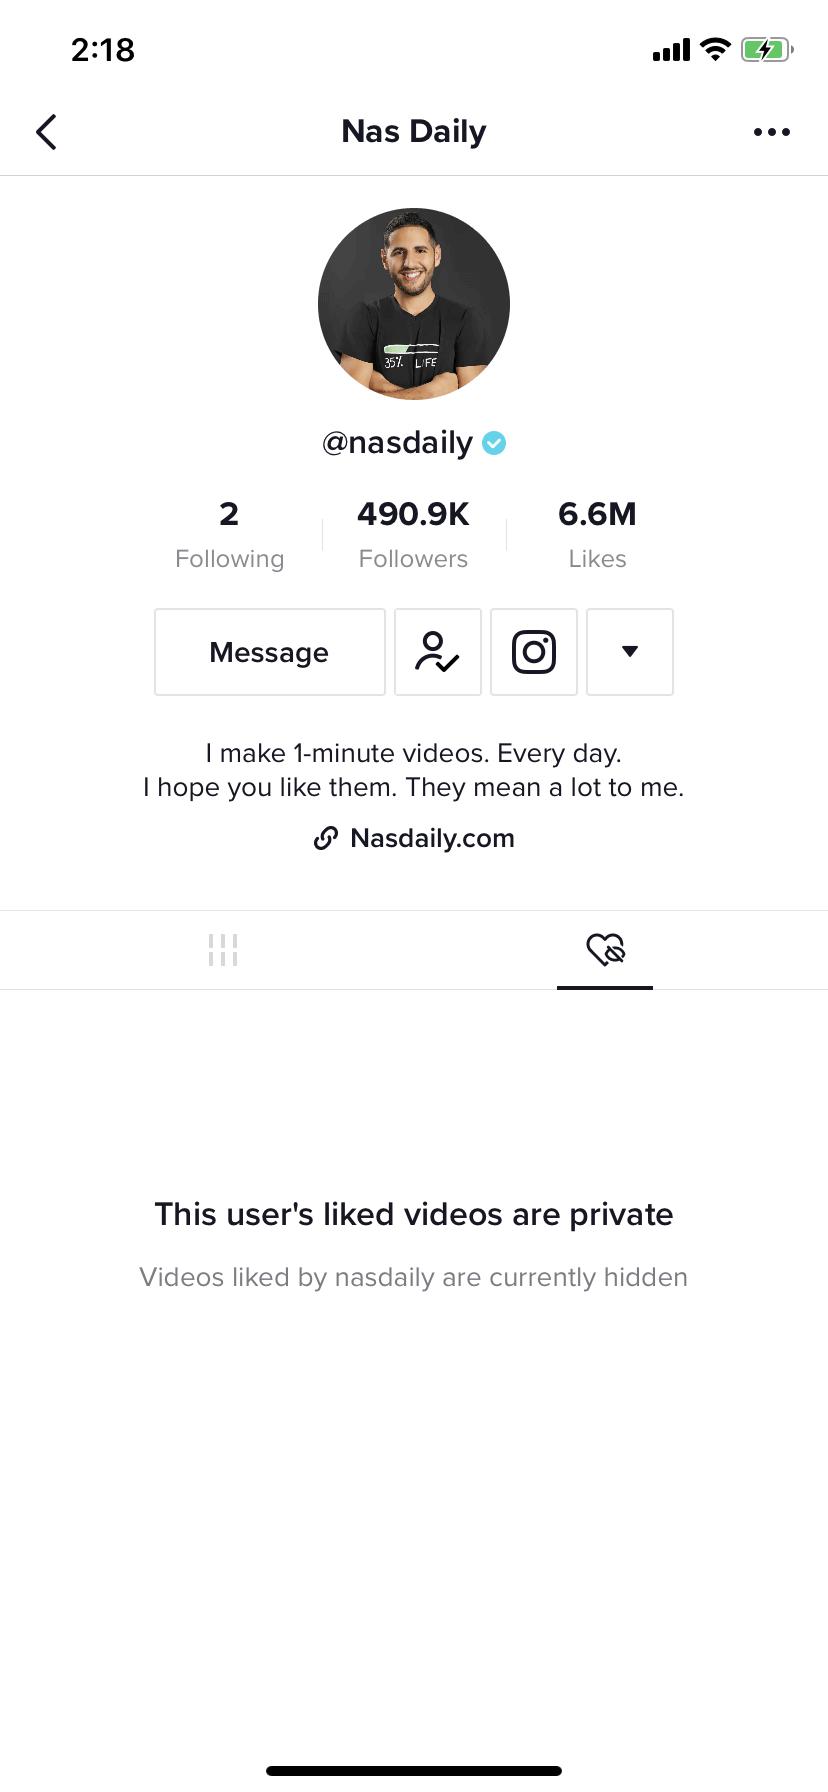 2:18
Nas Daily
35% LIFE
@nasdaily
2
Following
490.9K
Followers
6.6M
Likes
Message
I make 1-minute videos. Every day.
I hope you like them. They mean a lot to me.
Nasdaily.com
This user's liked videos are private
Videos liked by nasdaily are currently hidden